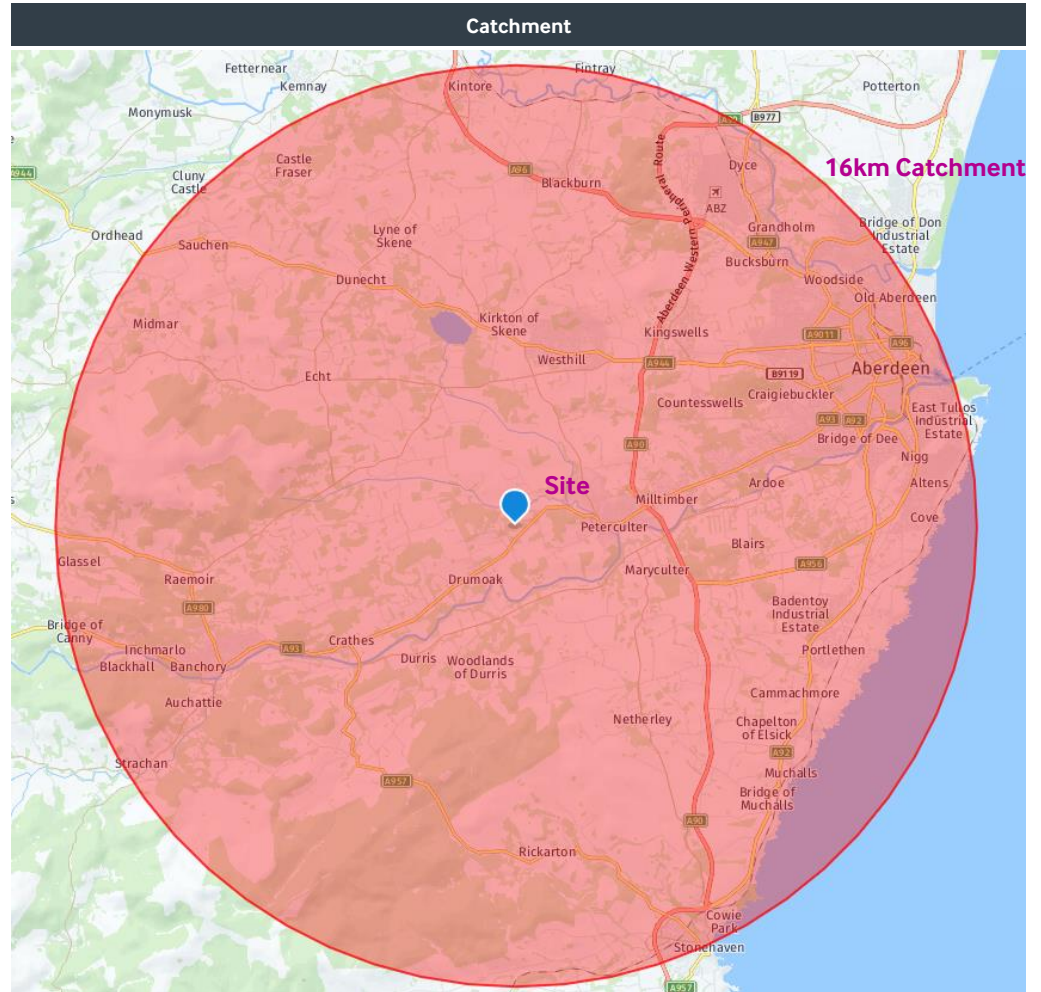 Catchment
Fetternear
Fintray
Kemnay
Kintore
Potterton
Monymusk
B977
Castle
Fraser
Dyce
16km Catchment
A944
Cluny
Castle
A96
Blackburn
ABZ
Aberdeen Western Peripheral Route
Ordhead
Sauchen
Lyne of
Skene
Grandholm
Bridge of Don
Industrial
Estate
A947
Bucksburn
Dunecht
Woodside
Old Aberdeen
Midmar
Kirkton of
Skene
Kingswells
A9011
A96
Westhill
A944
B9119
Aberdeen
Echt
Craigiebuckler
Countesswells
East Tullos
Industrial
Estate
A93
A92
Bridge of Dee
A90
Nigg
Site
Ardoe
Altens
Milltimber
Peterculter
Cove
Blairs
Glassel
Raemoir
Drumoak
Maryculter
A956
A980
Badentoy
Industrial
Estate
Bridge of
Canny
Inchmarlo
Crathes
A93
Blackhall
Banchory
Durris
Woodlands
of Durris
Portlethen
Auchattie
Cammachmore
Netherley
Chapelton
of Elsick
A92
Strachan
Muchalls
A957
Bridge of
Muchalls
A90
Rickarton
Cowie
Park
Stonehaven
A957